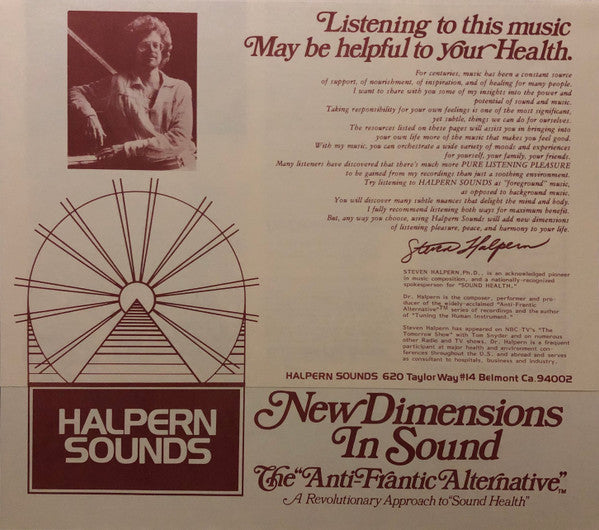 Listening to this music
May be helpful to your Health.
For centuries, music has been a constant source
of support, of nourishment, of inspiration, and of healing for many people.
I want to share with you some of my insights into the power and
potential of sound and music.
Taking responsibility for your own feelings is one of the most significant,
yet subtle, things we can do for ourselves.
The resources listed on these pages will assist you in bringing into
your own life more of the music that makes you feel good.
With my music, you can orchestrate a wide variety of moods and experiences
for yourself, your family, your friends.
Many listeners have discovered that there's much more PURE LISTENING PLEASURE
to be gained from my recordings than just a soothing environment.
Try listening to HALPERN SOUNDS as "foreground" music,
as opposed to background music.
You will discover many subtle nuances that delight the mind and body.
I fully recommend listening both ways for maximum benefit.
But, any way you choose, using Halpern Sounds will add new dimensions
of listening pleasure, peace, and harmony to your life.
Steven Halpern
STEVEN HALPERN, Ph.D., is an acknowledged pioneer
in music composition, and a nationally-recognized
spokesperson for "SOUND HEALTH."
Dr. Halpern is the composer, performer and pro-
ducer of the widely-acclaimed "Anti-Frantic
Alternative"TM series of recordings and the author
of "Tuning the Human Instrument."
Steven Halpern has appeared on NBC-TV's "The
Tomorrow Show" with Tom Snyder and on numerous
other Radio and TV shows. Dr. Halpern is a frequent
participant at major health and environment con-
ferences throughout the U.S. and abroad and serves
as consultant to hospitals, business and industry.
HALPERN SOUNDS 620 Taylor Way #14 Belmont Ca. 94002
HALPERN
SOUNDS
New Dimensions
In Sound
The "Anti-Frantic Alternative"TM
A Revolutionary Approach to "Sound Health"